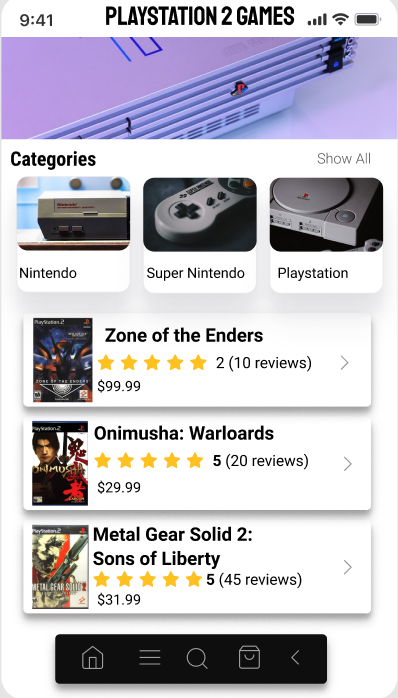 9:41
PLAYSTATION 2 GAMES
Categories
Show All
Nintendo
Super Nintendo
Playstation
PlayStation.2
Zone of the Enders
2 (10 reviews)
ZONE OF THE ENDERS
$99.99
PlayStation.2
Onimusha: Warloards
5 (20 reviews)
ONIMUSHA
$29.99
PlayStation.2
Metal Gear Solid 2:
Sons of Liberty
5 (45 reviews)
METAL GEAR SOLID 2
$31.99